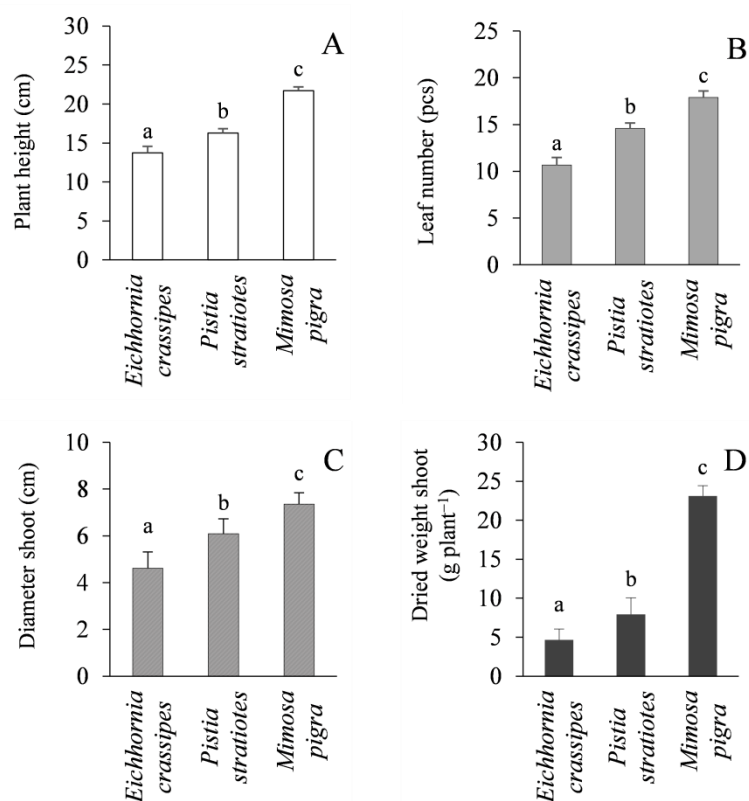 A
Plant height (cm)
30
25
20
15
10
5
0
a
b
c
Eichhornia
crassipes
Pistia
stratiotes
Mimosa
pigra
B
Leaf number (pcs)
25
20
15
10
5
0
a
b
c
Eichhornia
crassipes
Pistia
stratiotes
Mimosa
pigra
C
Diameter shoot (cm)
10
8
6
4
2
0
a
b
c
Eichhornia
crassipes
Pistia
stratiotes
Mimosa
pigra
D
Dried weight shoot
(g plant⁻¹)
30
25
20
15
10
5
0
a
b
c
Eichhornia
crassipes
Pistia
stratiotes
Mimosa
pigra